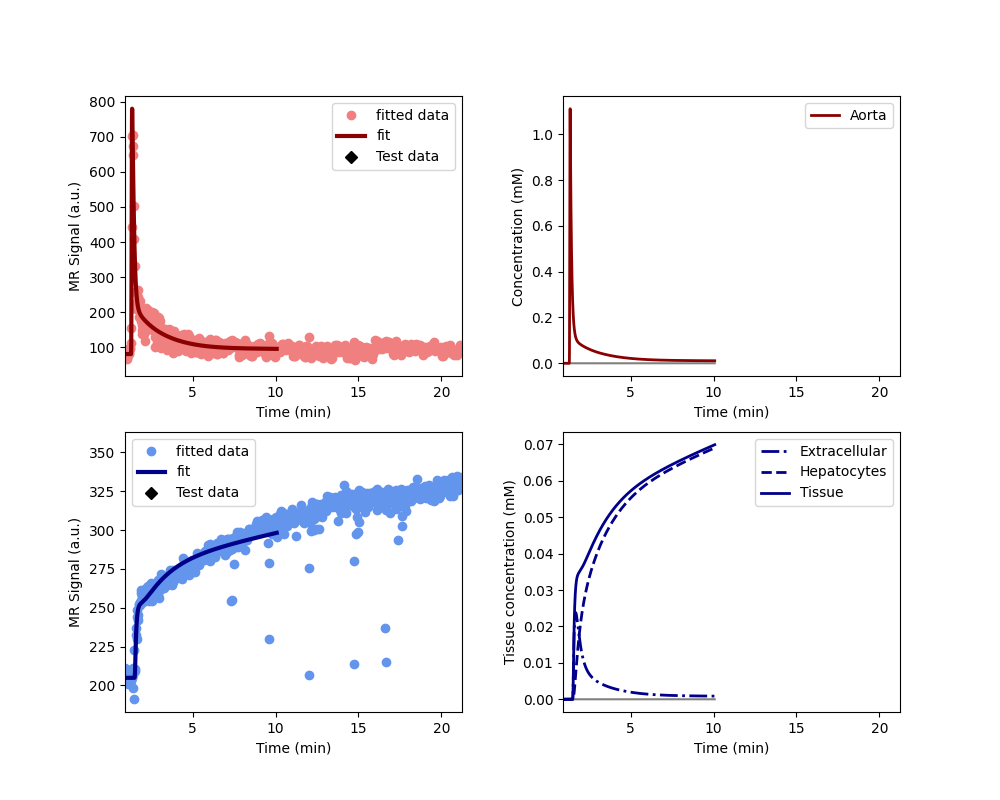 800
700
600
500
400
300
200
100
MR Signal (a.u.)
fitted data
fit
Test data
5
10
15
20
Time (min)
1.0
0.8
0.6
0.4
0.2
0.0
Concentration (mM)
Aorta
5
10
15
20
Time (min)
350
325
300
275
250
225
200
MR Signal (a.u.)
fitted data
fit
Test data
5
10
15
20
Time (min)
0.07
0.06
0.05
0.04
0.03
0.02
0.01
0.00
Tissue concentration (mM)
Extracellular
Hepatocytes
Tissue
5
10
15
20
Time (min)